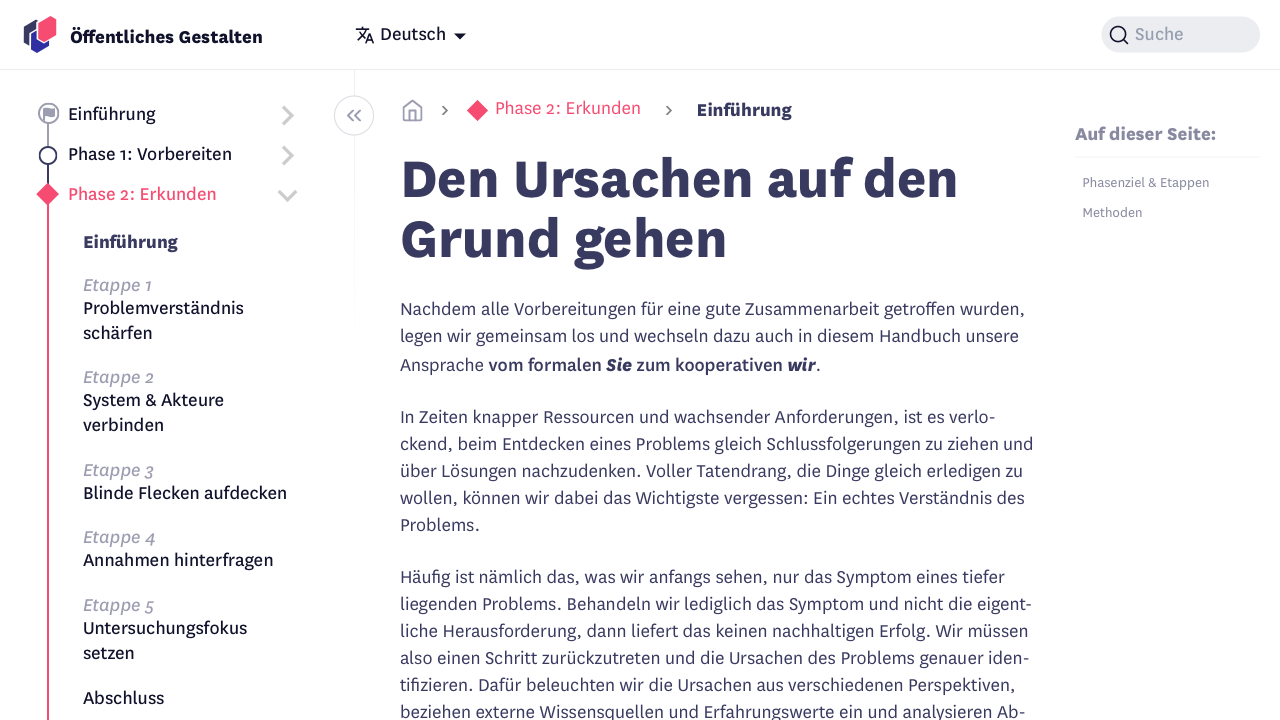 Öffentliches Gestalten
Deutsch
Suche
Einführung
Phase 1: Vorbereiten
Phase 2: Erkunden
Einführung
Etappe 1
Problemverständnis
schärfen
Etappe 2
System & Akteure
verbinden
Etappe 3
Blinde Flecken aufdecken
Etappe 4
Annahmen hinterfragen
Etappe 5
Untersuchungsfokus
setzen
Abschluss
Phase 2: Erkunden
Einführung
Den Ursachen auf den
Grund gehen
Nachdem alle Vorbereitungen für eine gute Zusammenarbeit getroffen wurden,
legen wir gemeinsam los und wechseln dazu auch in diesem Handbuch unsere
Ansprache vom formalen Sie zum kooperativen wir.
In Zeiten knapper Ressourcen und wachsender Anforderungen, ist es verlo-
ckend, beim Entdecken eines Problems gleich Schlussfolgerungen zu ziehen und
über Lösungen nachzudenken. Voller Tatendrang, die Dinge gleich erledigen zu
wollen, können wir dabei das Wichtigste vergessen: Ein echtes Verständnis des
Problems.
Häufig ist nämlich das, was wir anfangs sehen, nur das Symptom eines tiefer
liegenden Problems. Behandeln wir lediglich das Symptom und nicht die eigent-
liche Herausforderung, dann liefert das keinen nachhaltigen Erfolg. Wir müssen
also einen Schritt zurückzutreten und die Ursachen des Problems genauer iden-
tifizieren. Dafür beleuchten wir die Ursachen aus verschiedenen Perspektiven,
beziehen externe Wissensquellen und Erfahrungswerte ein und analysieren Ab-
Auf dieser Seite:
Phasenziel & Etappen
Methoden